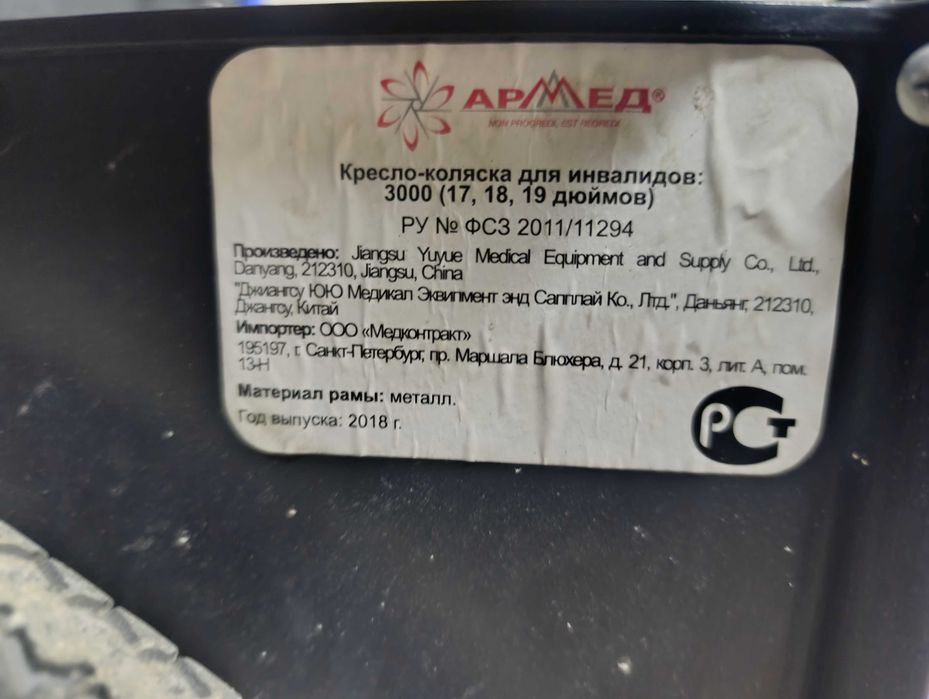 АРМЕД®
NON PROGREDI, EST REGREDI
Кресло-коляска для инвалидов:
3000 (17, 18, 19 дюймов)
РУ № ФСЗ 2011/11294
Произведено: Jiangsu Yuyue Medical Equipment and Supply Co., Ltd.,
Danyang, 212310, Jiangsu, China
"Джиангсу ЮЮ Медикал Эквипмент энд Сапплай Ко., Лтд.", Даньянг, 212310,
Джангсу, Китай
Импортер: ООО «Медконтракт»
195197, г. Санкт-Петербург, пр. Маршала Блюхера, д. 21, корп. 3, лит. А, пом.
13-Н
Материал рамы: металл.
Год выпуска: 2018 г.
РСТ